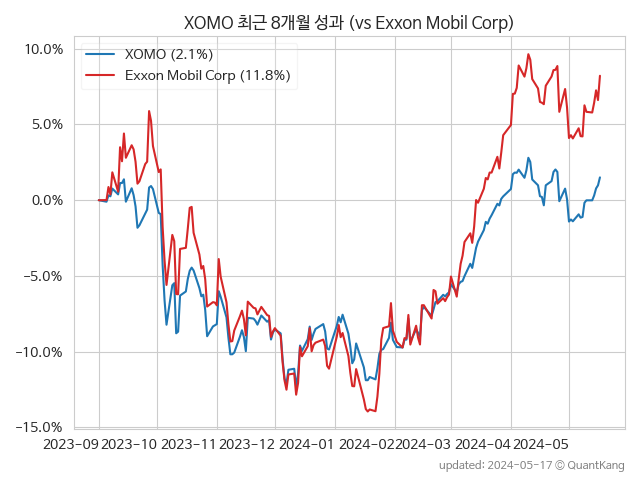 XOMO 최근 8개월 성과 (vs Exxon Mobil Corp)
XOMO (2.1%)
Exxon Mobil Corp (11.8%)
10.0%
5.0%
0.0%
−5.0%
−10.0%
−15.0%
2023-09 2023-10 2023-11 2023-12 2024-01 2024-02 2024-03 2024-04 2024-05
updated: 2024-05-17 © QuantKang